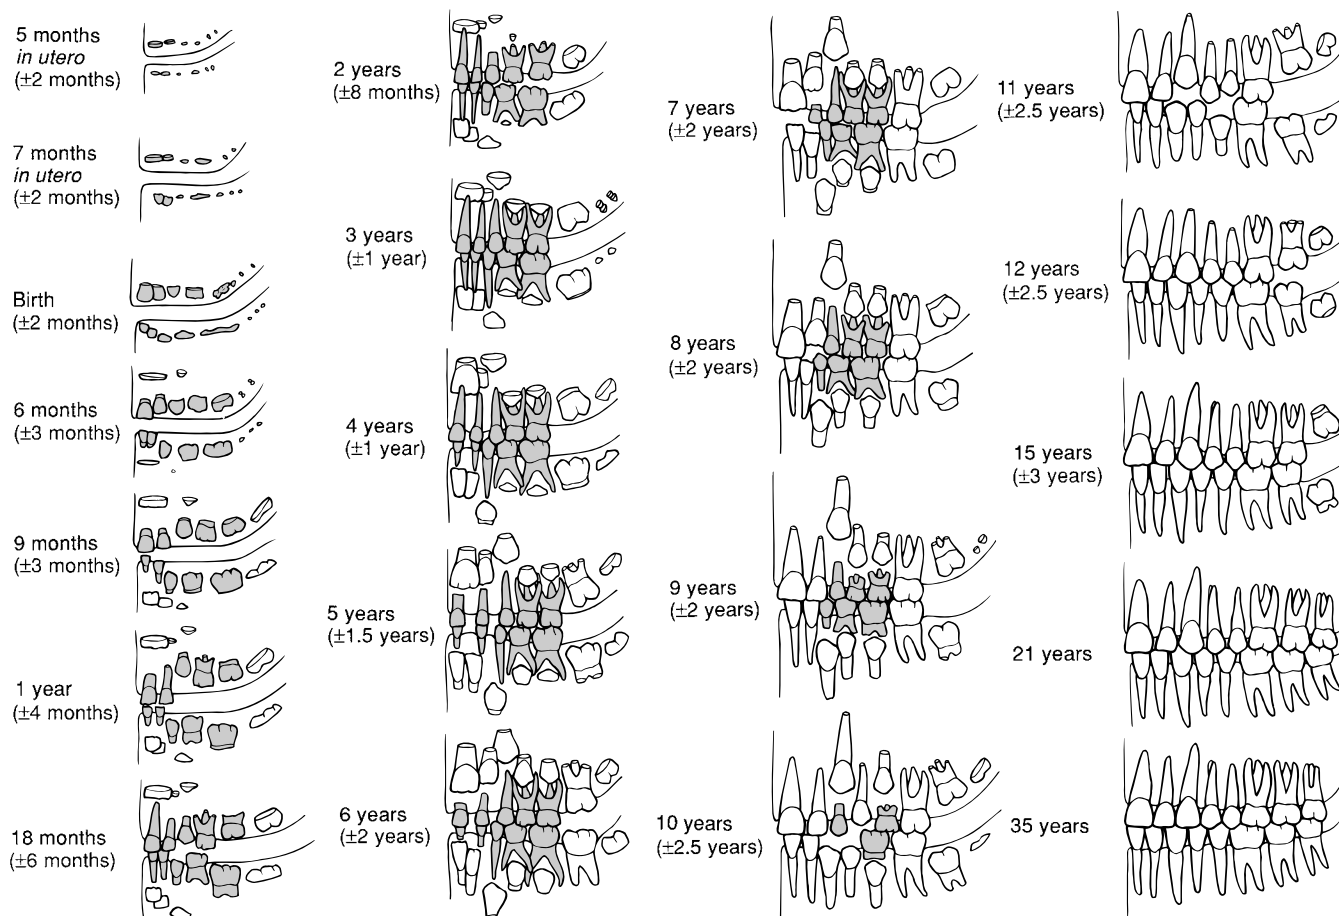 5 months
in utero
(±2 months)
7 months
in utero
(±2 months)
Birth
(±2 months)
6 months
(±3 months)
9 months
(±3 months)
1 year
(±4 months)
18 months
(±6 months)
2 years
(±8 months)
3 years
(±1 year)
4 years
(±1 year)
5 years
(±1.5 years)
6 years
(±2 years)
7 years
(±2 years)
8 years
(±2 years)
9 years
(±2 years)
10 years
(±2.5 years)
11 years
(±2.5 years)
12 years
(±2.5 years)
15 years
(±3 years)
21 years
35 years